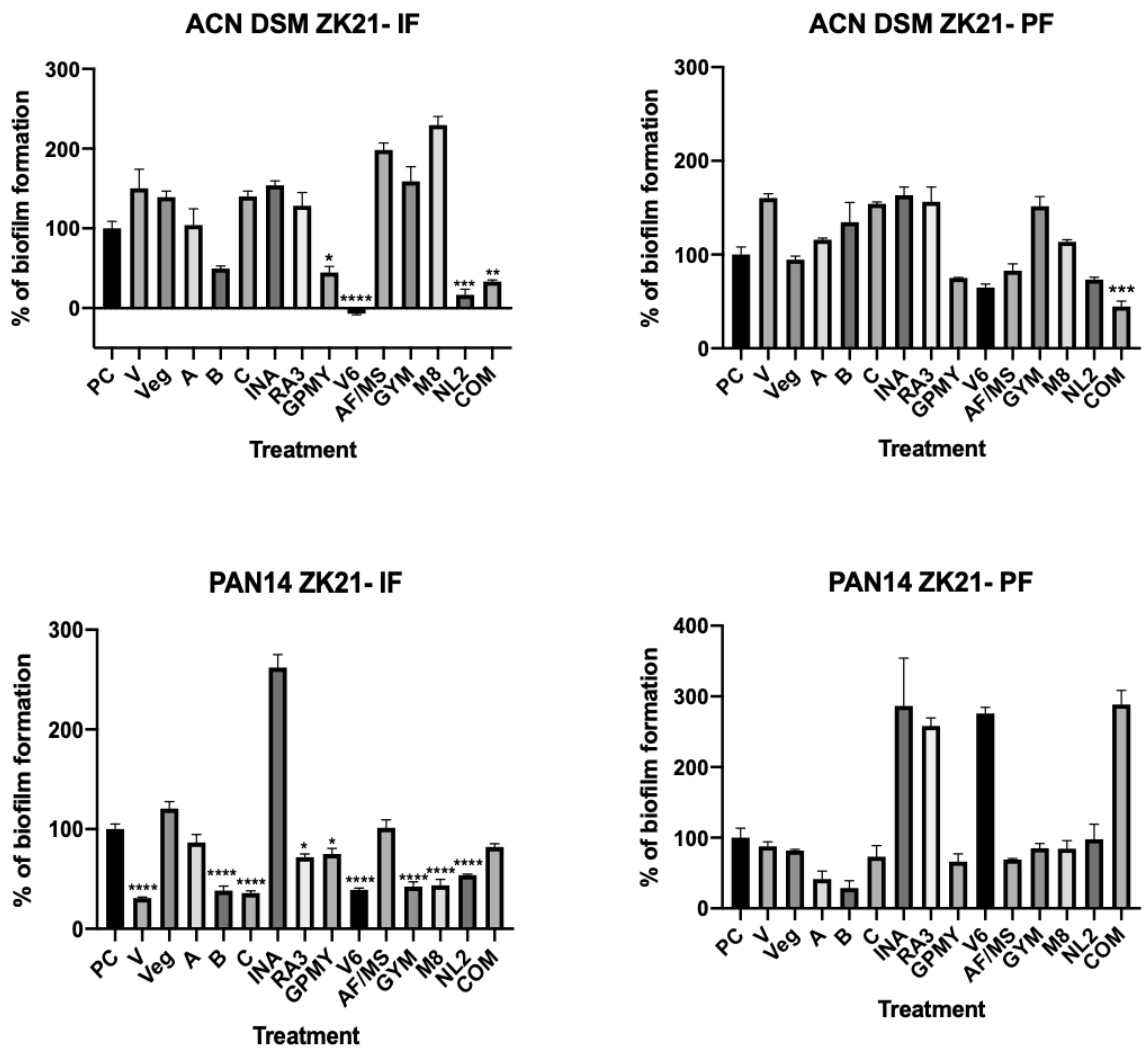 ACN DSM ZK21- IF
% of biofilm formation
300
200
100
0
*
****
***
**
PC V Veg A B C INA RA3 GPMY V6 AF/MS GYM M8 NL2 COM
Treatment
ACN DSM ZK21- PF
% of biofilm formation
300
200
100
0
***
PC V Veg A B C INA RA3 GPMY V6 AF/MS GYM M8 NL2 COM
Treatment
PAN14 ZK21- IF
% of biofilm formation
300
200
100
0
****
****
****
*
*
****
****
****
****
PC V Veg A B C INA RA3 GPMY V6 AF/MS GYM M8 NL2 COM
Treatment
PAN14 ZK21- PF
% of biofilm formation
400
300
200
100
0
PC V Veg A B C INA RA3 GPMY V6 AF/MS GYM M8 NL2 COM
Treatment